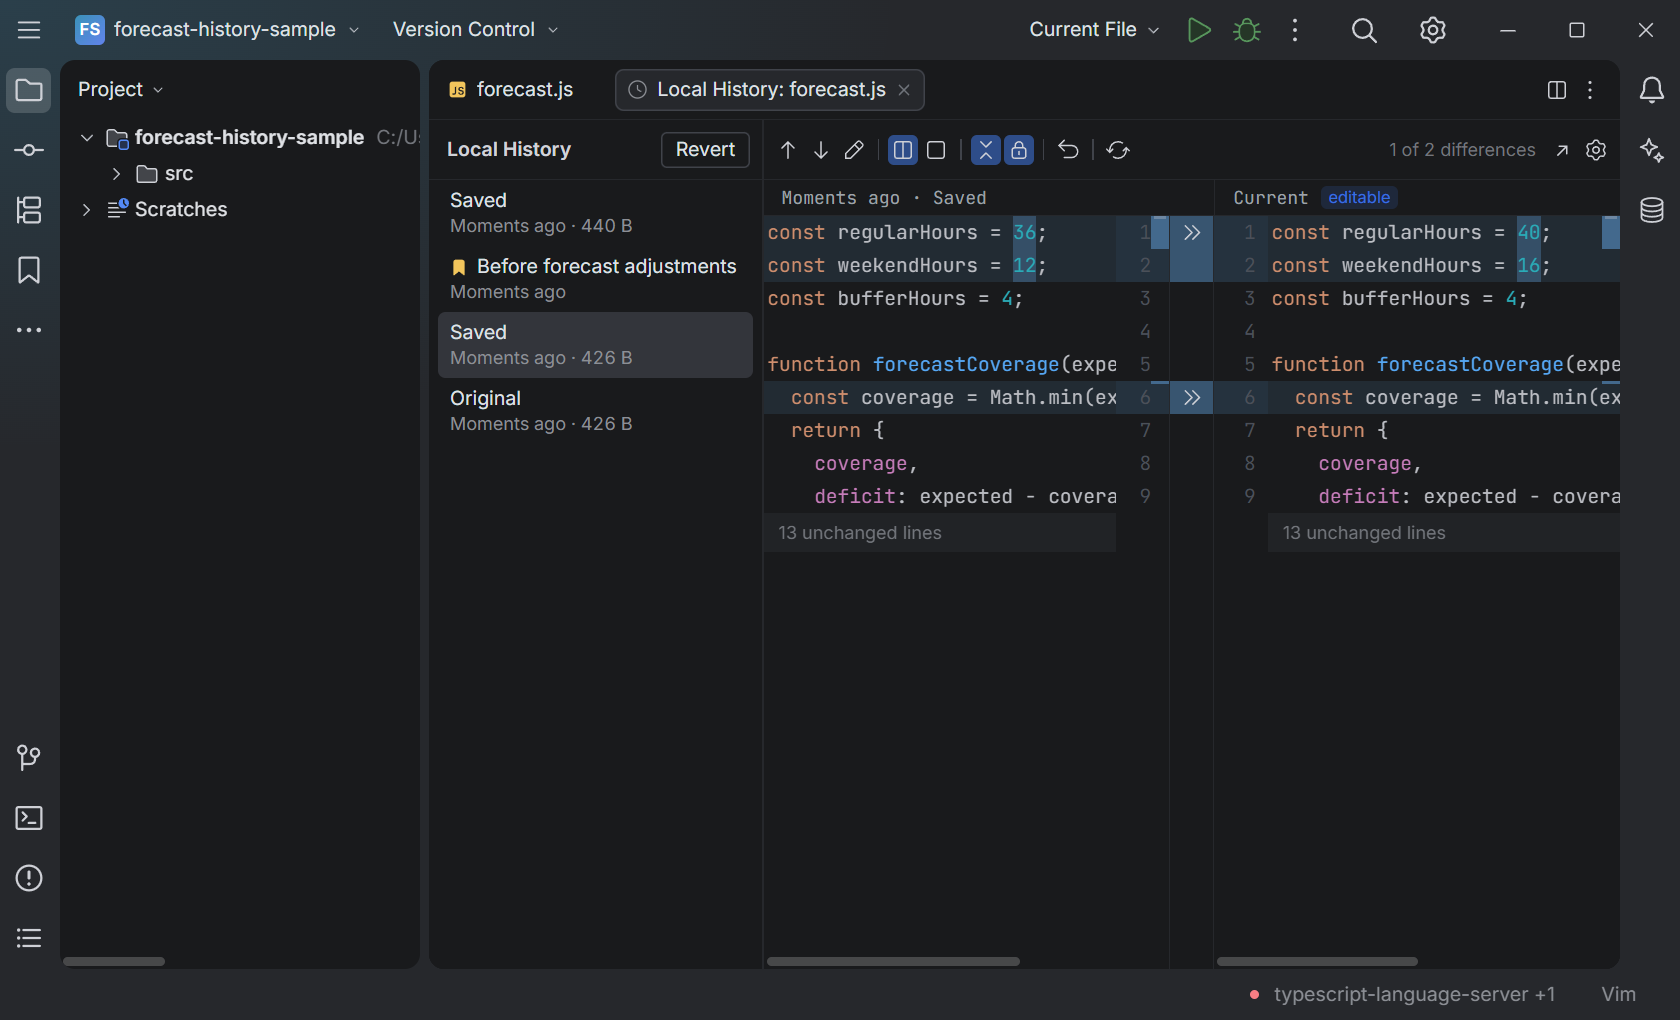 FS forecast-history-sample Version Control Current File
Project
forecast-history-sample C:/Us
src
Scratches
JS forecast.js Local History: forecast.js
Local History Revert
1 of 2 differences
Saved
Moments ago · 440 B
Before forecast adjustments
Moments ago
Saved
Moments ago · 426 B
Original
Moments ago · 426 B
Moments ago · Saved
const regularHours = 36; 1
const weekendHours = 12; 2
const bufferHours = 4; 3
4
function forecastCoverage(expe 5
const coverage = Math.min(ex 6
return { 7
coverage, 8
deficit: expected - covera 9
13 unchanged lines
Current editable
1 const regularHours = 40;
2 const weekendHours = 16;
3 const bufferHours = 4;
4
5 function forecastCoverage(expe
6 const coverage = Math.min(ex
7 return {
8 coverage,
9 deficit: expected - covera
13 unchanged lines
typescript-language-server +1 Vim